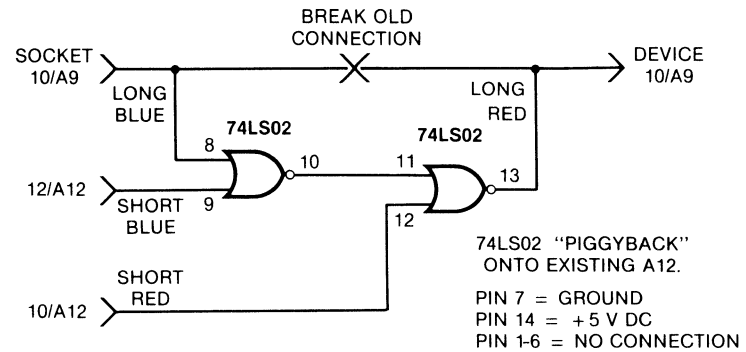 BREAK OLD
CONNECTION
SOCKET
10/A9
DEVICE
10/A9
LONG
BLUE
LONG
RED
74LS02
74LS02
8
10
11
13
12/A12
9
12
SHORT
BLUE
74LS02 "PIGGYBACK"
ONTO EXISTING A12.
SHORT
RED
10/A12
PIN 7 = GROUND
PIN 14 = +5 V DC
PIN 1-6 = NO CONNECTION